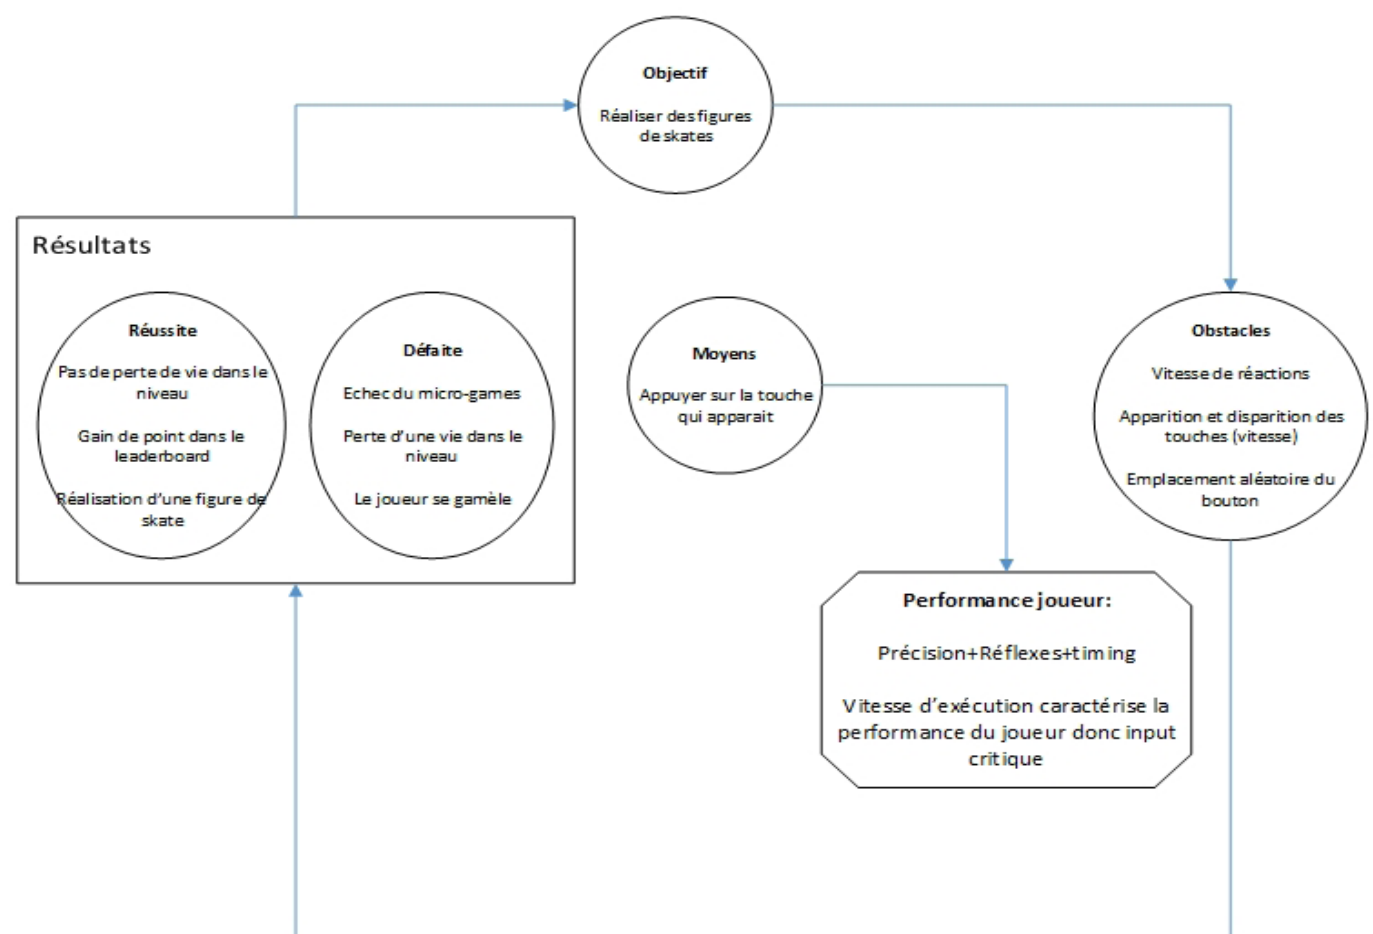 Objectif
Réaliser des figures
de skates
Résultats
Réussite
Pas de perte de vie dans le
niveau
Gain de point dans le
leaderboard
Réalisation d'une figure de
skate
Défaite
Echec du micro-games
Perte d'une vie dans le
niveau
Le joueur se gamèle
Moyens
Appuyer sur la touche
qui apparait
Obstacles
Vitesse de réactions
Apparition et disparition des
touches (vitesse)
Emplacement aléatoire du
bouton
Performance joueur:
Précision+Réflexes+timing
Vitesse d'exécution caractérise la
performance du joueur donc input
critique